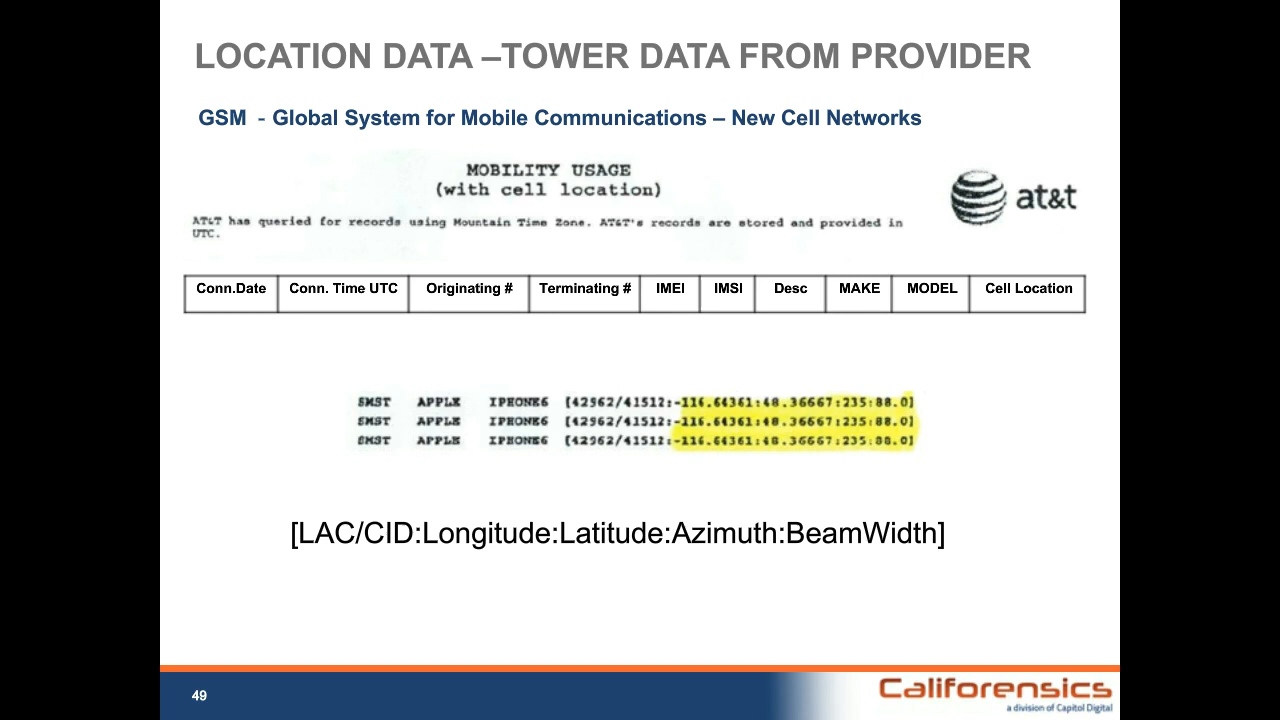 LOCATION DATA –TOWER DATA FROM PROVIDER
GSM - Global System for Mobile Communications – New Cell Networks
MOBILITY USAGE
(with cell location)
at&t
AT&T has queried for records using Mountain Time Zone. AT&T's records are stored and provided in
UTC.
Conn.Date Conn. Time UTC Originating # Terminating # IMEI IMSI Desc MAKE MODEL Cell Location
SMST APPLE IPHONE6 [42962/41512:-116.64361:48.36667:235:88.0]
SMST APPLE IPHONE6 [42962/41512:-116.64361:48.36667:235:88.0]
SMST APPLE IPHONE6 [42962/41512:-116.64361:48.36667:235:88.0]
[LAC/CID:Longitude:Latitude:Azimuth:BeamWidth]
49
Califorensics
a division of Capitol Digital